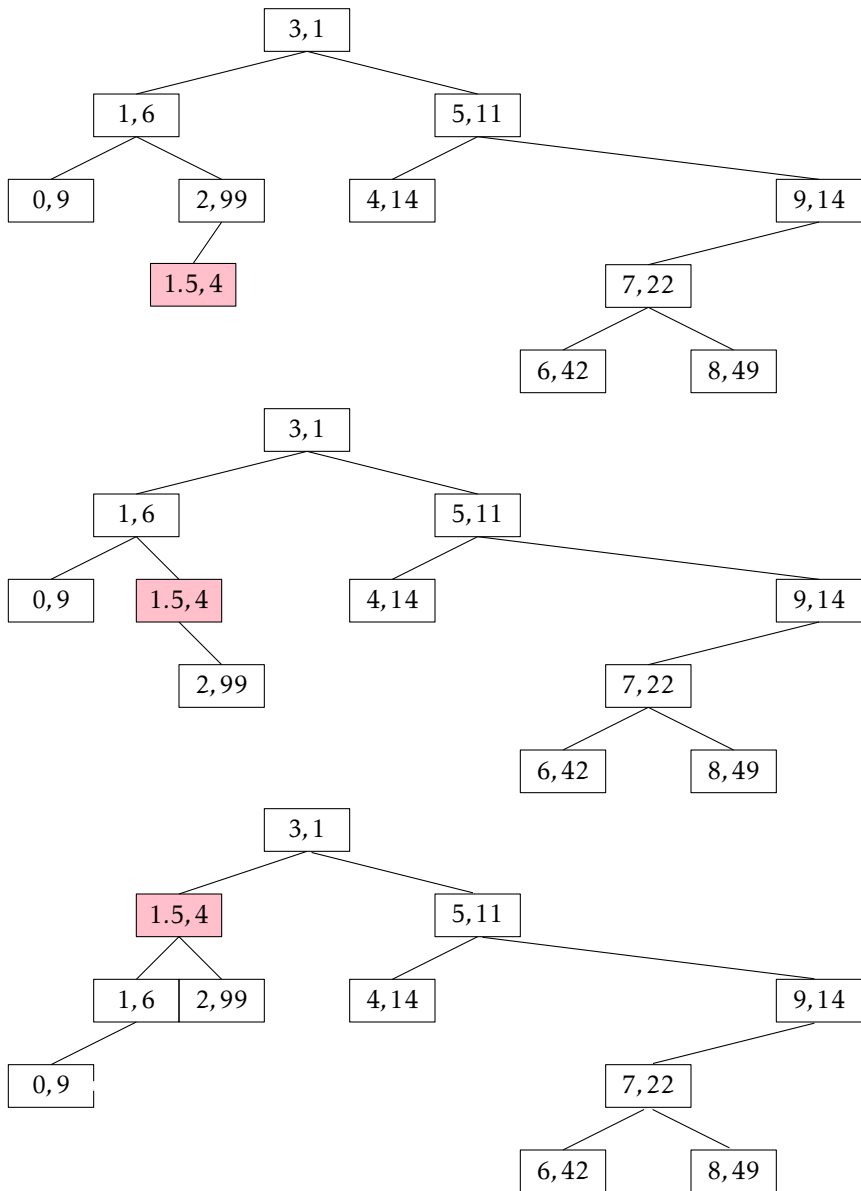 3, 1
1, 6 5, 11
0, 9 2, 99 4, 14 9, 14
1.5, 4 7, 22
6, 42 8, 49
3, 1
1, 6 5, 11
0, 9 1.5, 4 4, 14 9, 14
2, 99 7, 22
6, 42 8, 49
3, 1
1.5, 4 5, 11
1, 6 2, 99 4, 14 9, 14
0, 9 7, 22
6, 42 8, 49